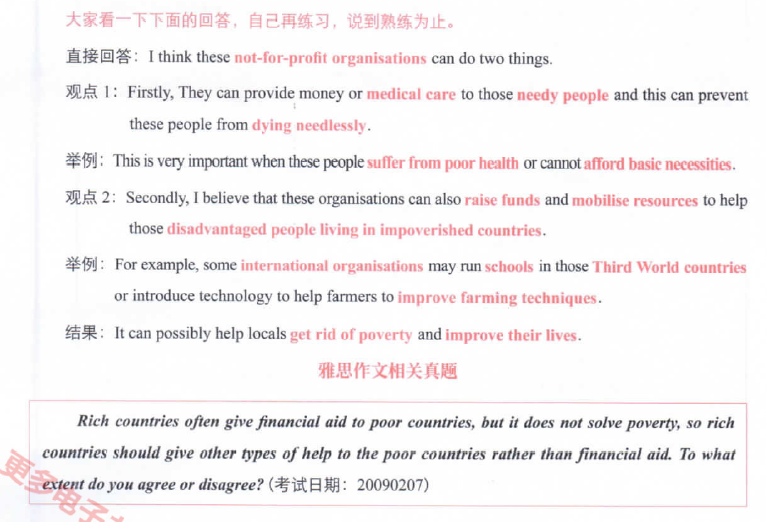 大家看一下下面的回答，自己再练习，说到熟练为止。
直接回答：I think these not-for-profit organisations can do two things.
观点 1：Firstly, They can provide money or medical care to those needy people and this can prevent
these people from dying needlessly.
举例：This is very important when these people suffer from poor health or cannot afford basic necessities.
观点 2：Secondly, I believe that these organisations can also raise funds and mobilise resources to help
those disadvantaged people living in impoverished countries.
举例：For example, some international organisations may run schools in those Third World countries
or introduce technology to help farmers to improve farming techniques.
结果：It can possibly help locals get rid of poverty and improve their lives.
雅思作文相关真题
Rich countries often give financial aid to poor countries, but it does not solve poverty, so rich
countries should give other types of help to the poor countries rather than financial aid. To what
extent do you agree or disagree? (考试日期：20090207)
更多电子